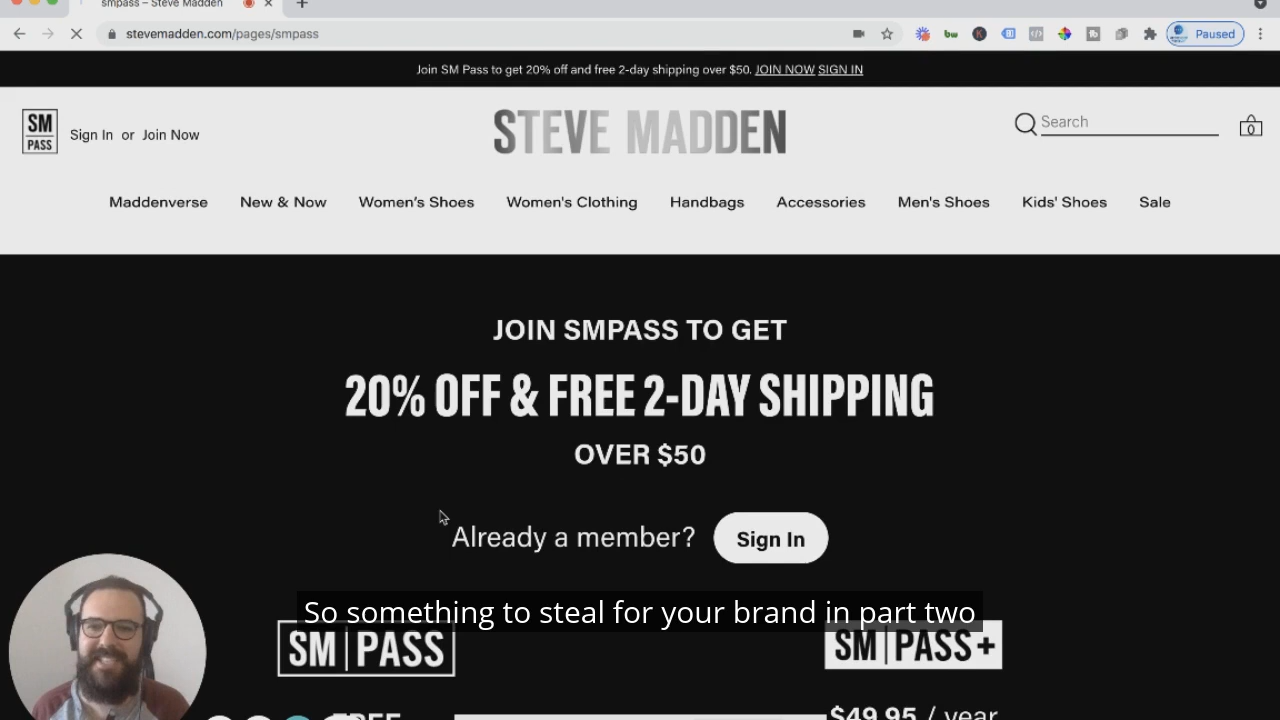 smpass – Steve Madden
stevemadden.com/pages/smpass
bw
Paused
Join SM Pass to get 20% off and free 2-day shipping over $50. JOIN NOW SIGN IN
SM
PASS
Sign In or Join Now
STEVE MADDEN
Search
0
Maddenverse New & Now Women's Shoes Women's Clothing Handbags Accessories Men's Shoes Kids' Shoes Sale
JOIN SMPASS TO GET
20% OFF & FREE 2-DAY SHIPPING
OVER $50
Already a member? Sign In
So something to steal for your brand in part two
SM|PASS SM|PASS+
FREE $49.95 / year